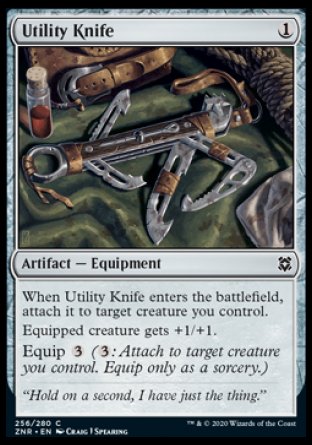 Utility Knife 1
Artifact — Equipment
When Utility Knife enters the battlefield,
attach it to target creature you control.
Equipped creature gets +1/+1.
Equip 3 (3: Attach to target creature
you control. Equip only as a sorcery.)
"Hold on a second, I have just the thing."
256/280 C
ZNR • EN Craig J Spearing
™ & © 2020 Wizards of the Coast